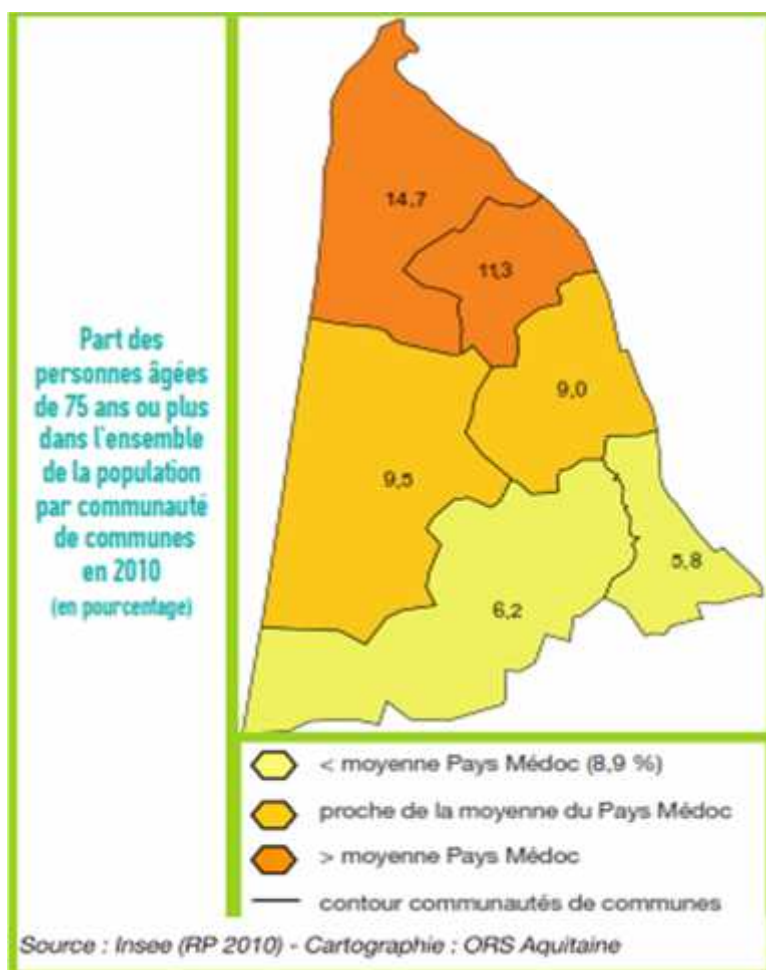 Part des
personnes âgées
de 75 ans ou plus
dans l'ensemble
de la population
par communauté
de communes
en 2010
(en pourcentage)
14,7
11,3
9,0
9,5
5,8
6,2
< moyenne Pays Médoc (8,9 %)
proche de la moyenne du Pays Médoc
> moyenne Pays Médoc
contour communautés de communes
Source : Insee (RP 2010) - Cartographie : ORS Aquitaine